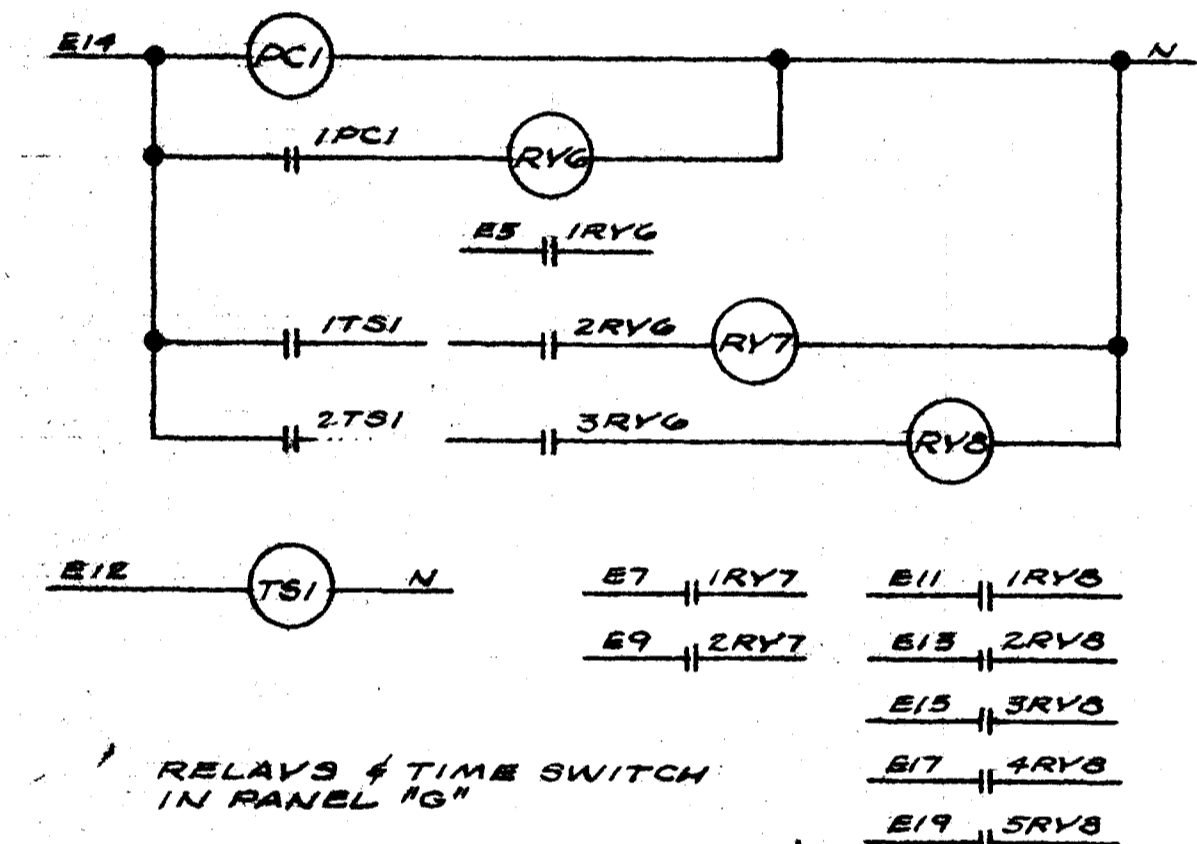 E14 PC1 N
1PC1 RY6
E5 1RY6
1TS1 2RY6 RY7
2TS1 3RY6 RY8
E12 TS1 N
E7 1RY7 E11 1RY8
E9 2RY7 E13 2RY8
E15 3RY8
E17 4RY8
E19 5RY8
RELAYS & TIME SWITCH
IN PANEL "G"